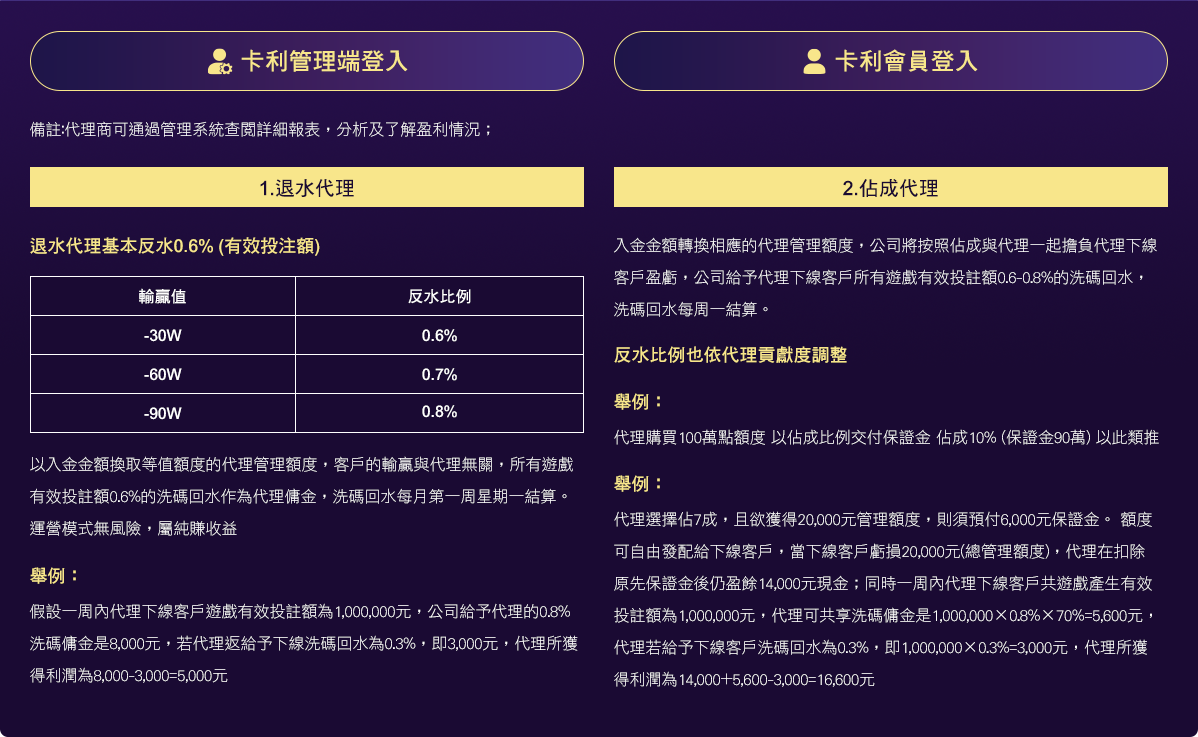 卡利管理端登入
備註:代理商可通過管理系統查閱詳細報表，分析及了解盈利情況；
1.退水代理
退水代理基本反水0.6% (有效投注額)
輸贏值 反水比例
-30W 0.6%
-60W 0.7%
-90W 0.8%
以入金金額換取等值額度的代理管理額度，客戶的輸贏與代理無關，所有遊戲
有效投註額0.6%的洗碼回水作為代理傭金，洗碼回水每月第一周星期一結算。
運營模式無風險，屬純賺收益
舉例：
假設一周內代理下線客戶遊戲有效投註額為1,000,000元，公司給予代理的0.8%
洗碼傭金是8,000元，若代理返給予下線洗碼回水為0.3%，即3,000元，代理所獲
得利潤為8,000-3,000=5,000元
卡利會員登入
2.佔成代理
入金金額轉換相應的代理管理額度，公司將按照佔成與代理一起擔負代理下線
客戶盈虧，公司給予代理下線客戶所有遊戲有效投註額0.6-0.8%的洗碼回水，
洗碼回水每周一結算。
反水比例也依代理貢獻度調整
舉例：
代理購買100萬點額度 以佔成比例交付保證金 佔成10% (保證金90萬) 以此類推
舉例：
代理選擇佔7成，且欲獲得20,000元管理額度，則須預付6,000元保證金。 額度
可自由發配給下線客戶，當下線客戶虧損20,000元(總管理額度)，代理在扣除
原先保證金後仍盈餘14,000元現金；同時一周內代理下線客戶共遊戲產生有效
投註額為1,000,000元，代理可共享洗碼傭金是1,000,000×0.8%×70%=5,600元，
代理若給予下線客戶洗碼回水為0.3%，即1,000,000×0.3%=3,000元，代理所獲
得利潤為14,000+5,600-3,000=16,600元